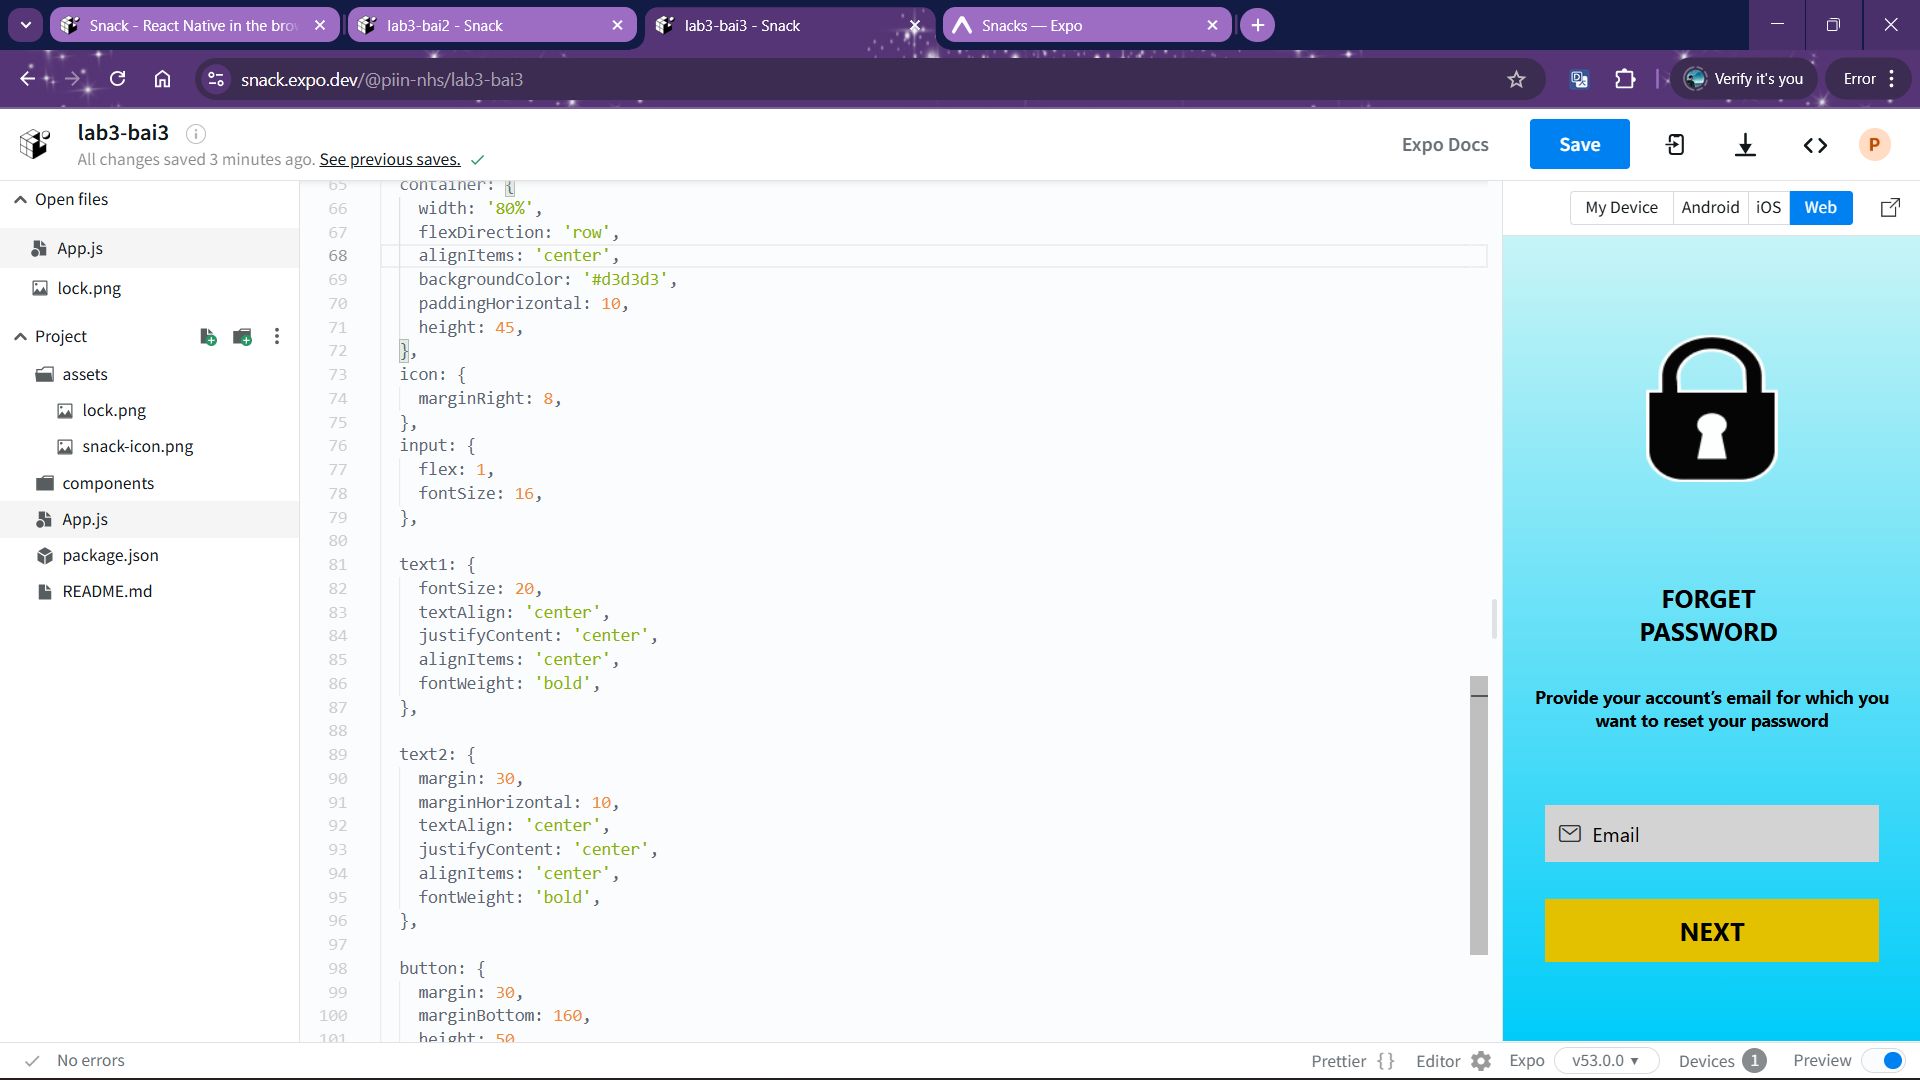 Snack - React Native in the bro
lab3-bai2 - Snack
lab3-bai3 - Snack
Snacks — Expo
snack.expo.dev/@piin-nhs/lab3-bai3
Verify it's you
Error
lab3-bai3
All changes saved 3 minutes ago. See previous saves.
Expo Docs
Save
P
Open files
App.js
lock.png
Project
assets
lock.png
snack-icon.png
components
App.js
package.json
README.md
65 container: {
66 width: '80%',
67 flexDirection: 'row',
68 alignItems: 'center',
69 backgroundColor: '#d3d3d3',
70 paddingHorizontal: 10,
71 height: 45,
72 },
73 icon: {
74 marginRight: 8,
75 },
76 input: {
77 flex: 1,
78 fontSize: 16,
79 },
80
81 text1: {
82 fontSize: 20,
83 textAlign: 'center',
84 justifyContent: 'center',
85 alignItems: 'center',
86 fontWeight: 'bold',
87 },
88
89 text2: {
90 margin: 30,
91 marginHorizontal: 10,
92 textAlign: 'center',
93 justifyContent: 'center',
94 alignItems: 'center',
95 fontWeight: 'bold',
96 },
97
98 button: {
99 margin: 30,
100 marginBottom: 160,
101 height: 50
My Device
Android
iOS
Web
FORGET
PASSWORD
Provide your account’s email for which you
want to reset your password
Email
NEXT
No errors
Prettier { }
Editor
Expo
v53.0.0
Devices 1
Preview